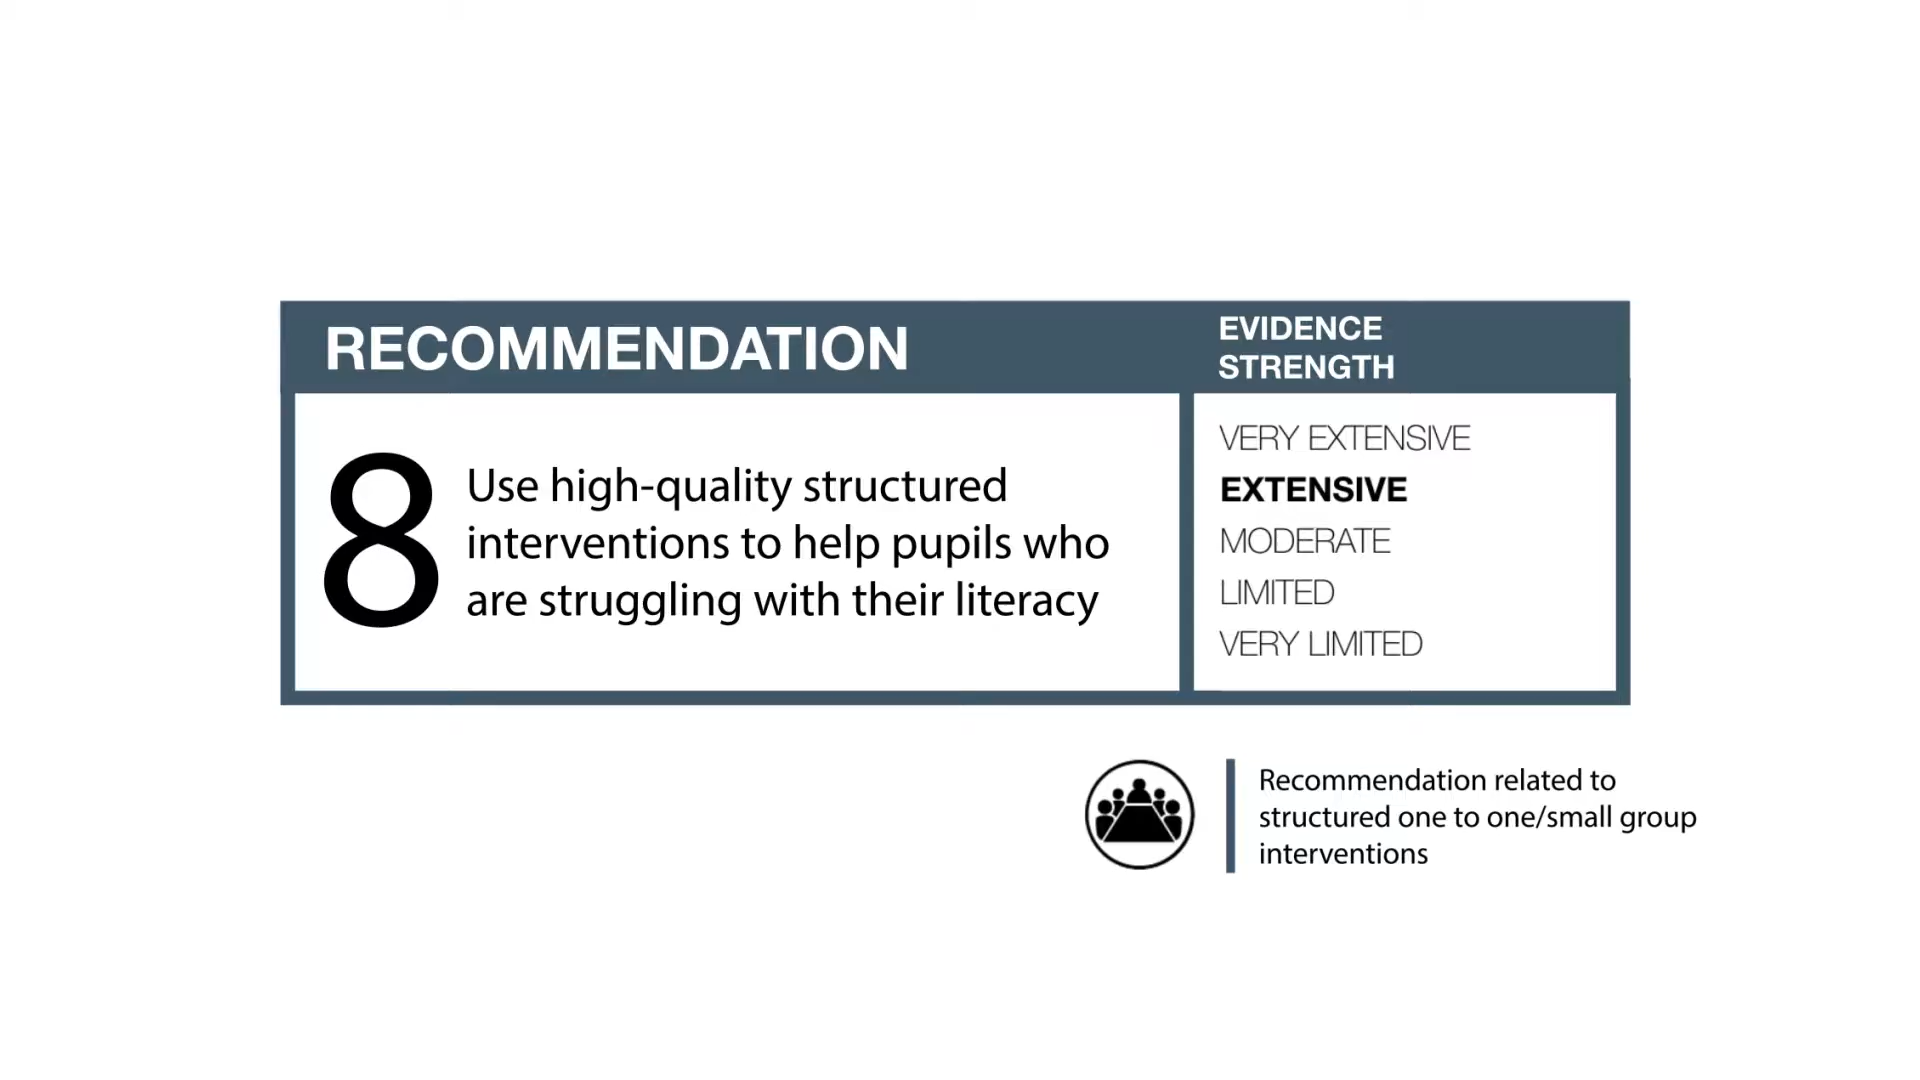 RECOMMENDATION
8
Use high-quality structured
interventions to help pupils who
are struggling with their literacy
EVIDENCE
STRENGTH
VERY EXTENSIVE
EXTENSIVE
MODERATE
LIMITED
VERY LIMITED
Recommendation related to
structured one to one/small group
interventions